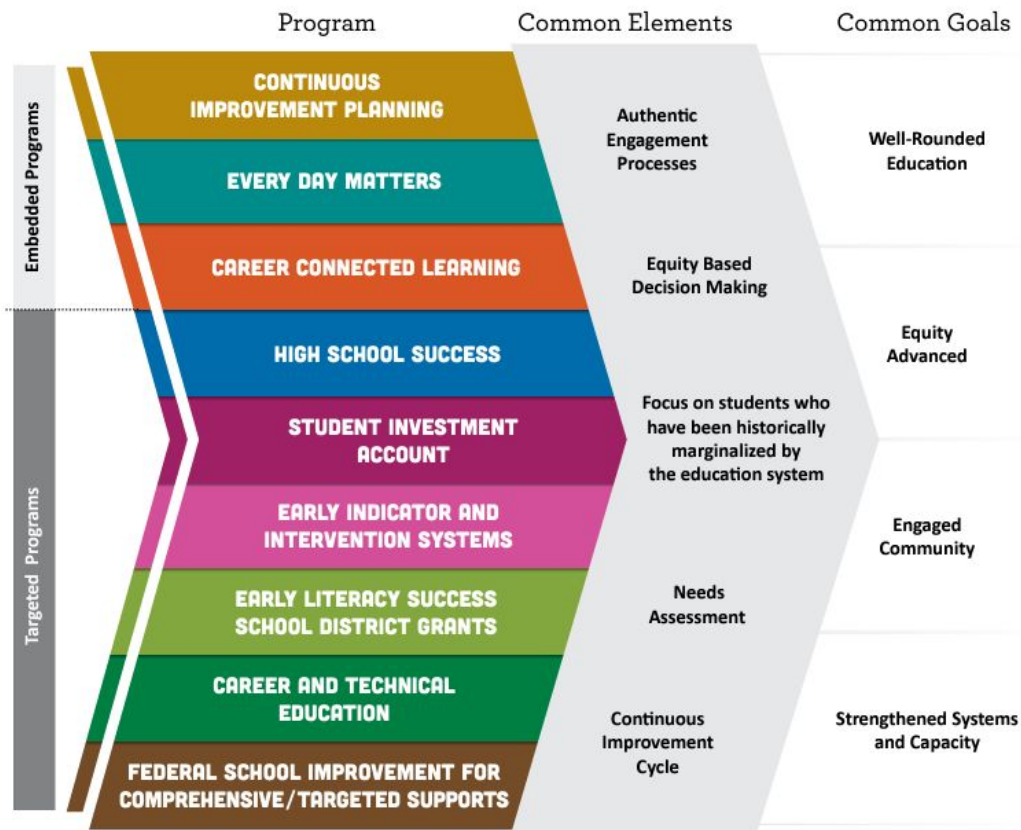 Program
Common Elements
Common Goals
Embedded Programs
Targeted Programs
CONTINUOUS
IMPROVEMENT PLANNING
EVERY DAY MATTERS
CAREER CONNECTED LEARNING
HIGH SCHOOL SUCCESS
STUDENT INVESTMENT
ACCOUNT
EARLY INDICATOR AND
INTERVENTION SYSTEMS
EARLY LITERACY SUCCESS
SCHOOL DISTRICT GRANTS
CAREER AND TECHNICAL
EDUCATION
FEDERAL SCHOOL IMPROVEMENT FOR
COMPREHENSIVE/TARGETED SUPPORTS
Authentic
Engagement
Processes
Equity Based
Decision Making
Focus on students who
have been historically
marginalized by
the education system
Needs
Assessment
Continuous
Improvement
Cycle
Well-Rounded
Education
Equity
Advanced
Engaged
Community
Strengthened Systems
and Capacity